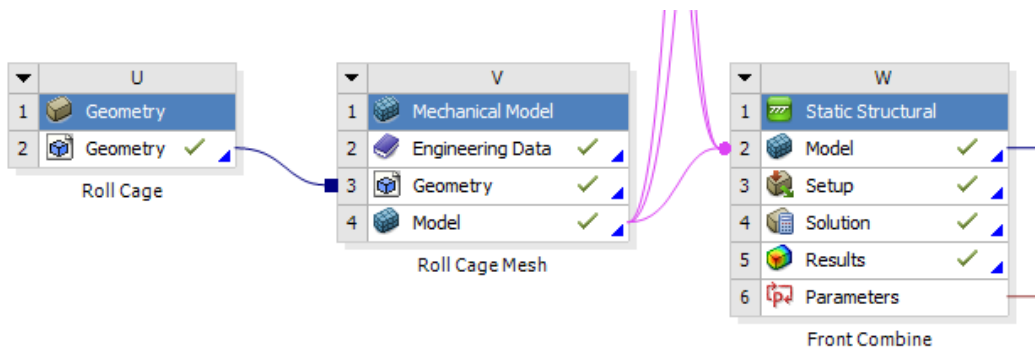 U
1 Geometry
2 Geometry
Roll Cage
V
1 Mechanical Model
2 Engineering Data
3 Geometry
4 Model
Roll Cage Mesh
W
1 Static Structural
2 Model
3 Setup
4 Solution
5 Results
6 Parameters
Front Combine